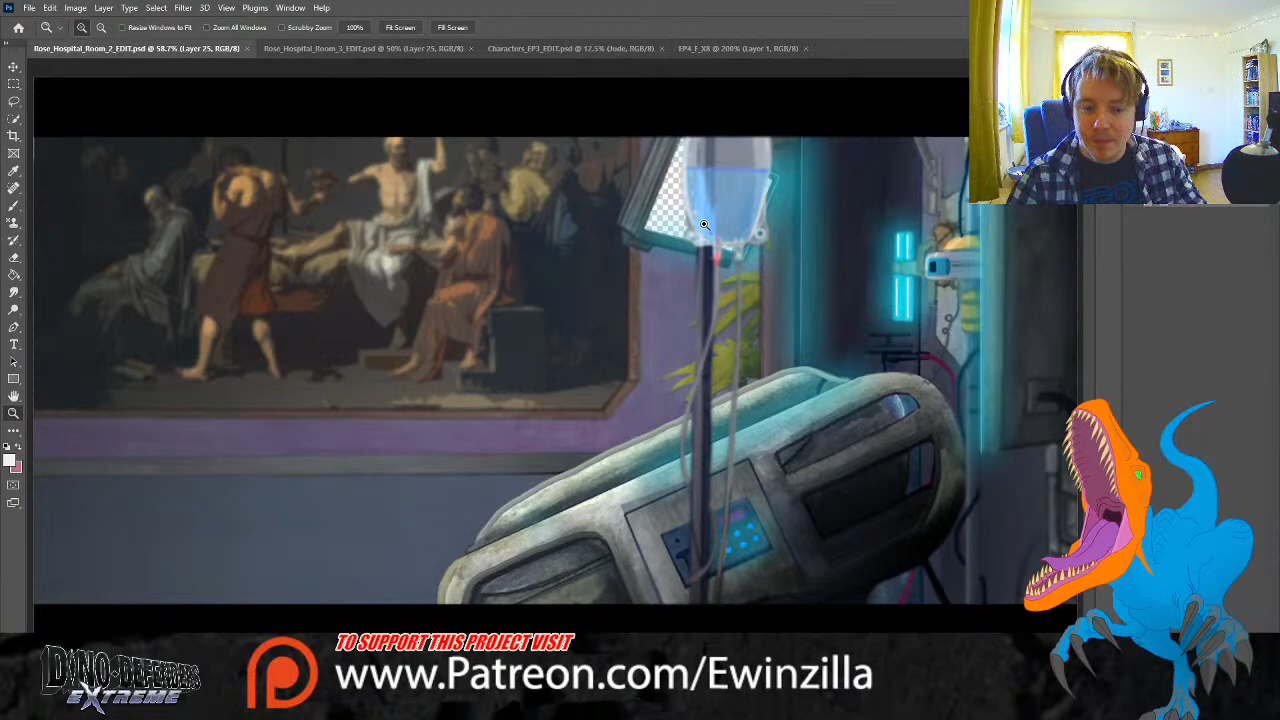 Ps File Edit Image Layer Type Select Filter 3D View Plugins Window Help
Resize Windows to Fit Zoom All Windows Scrubby Zoom 100% Fit Screen Fill Screen
Rose_Hospital_Room_2_EDIT.psd @ 58.7% (Layer 25, RGB/8) × Rose_Hospital_Room_3_EDIT.psd @ 50% (Layer 25, RGB/8) × Characters_EP3_EDIT.psd @ 12.5% (Jude, RGB/8) × EP4_F_X8 @ 200% (Layer 1, RGB/8) ×
TO SUPPORT THIS PROJECT VISIT
www.Patreon.com/Ewinzilla
DINO-DEFENDERS
EXTREME